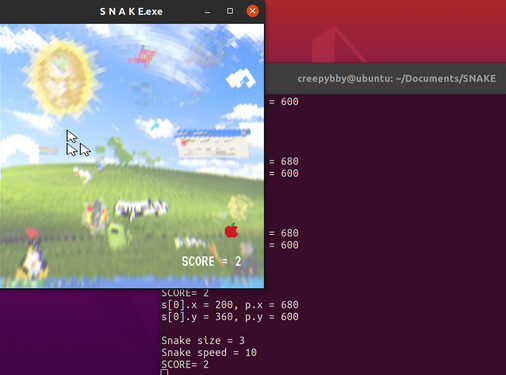 S N A K E.exe
creepybby@ubuntu: ~/Documents/SNAKE
= 600
= 680
= 600
= 680
= 600
SCORE = 2
SCORE= 2
s[0].x = 200, p.x = 680
s[0].y = 360, p.y = 600
Snake size = 3
Snake speed = 10
SCORE= 2